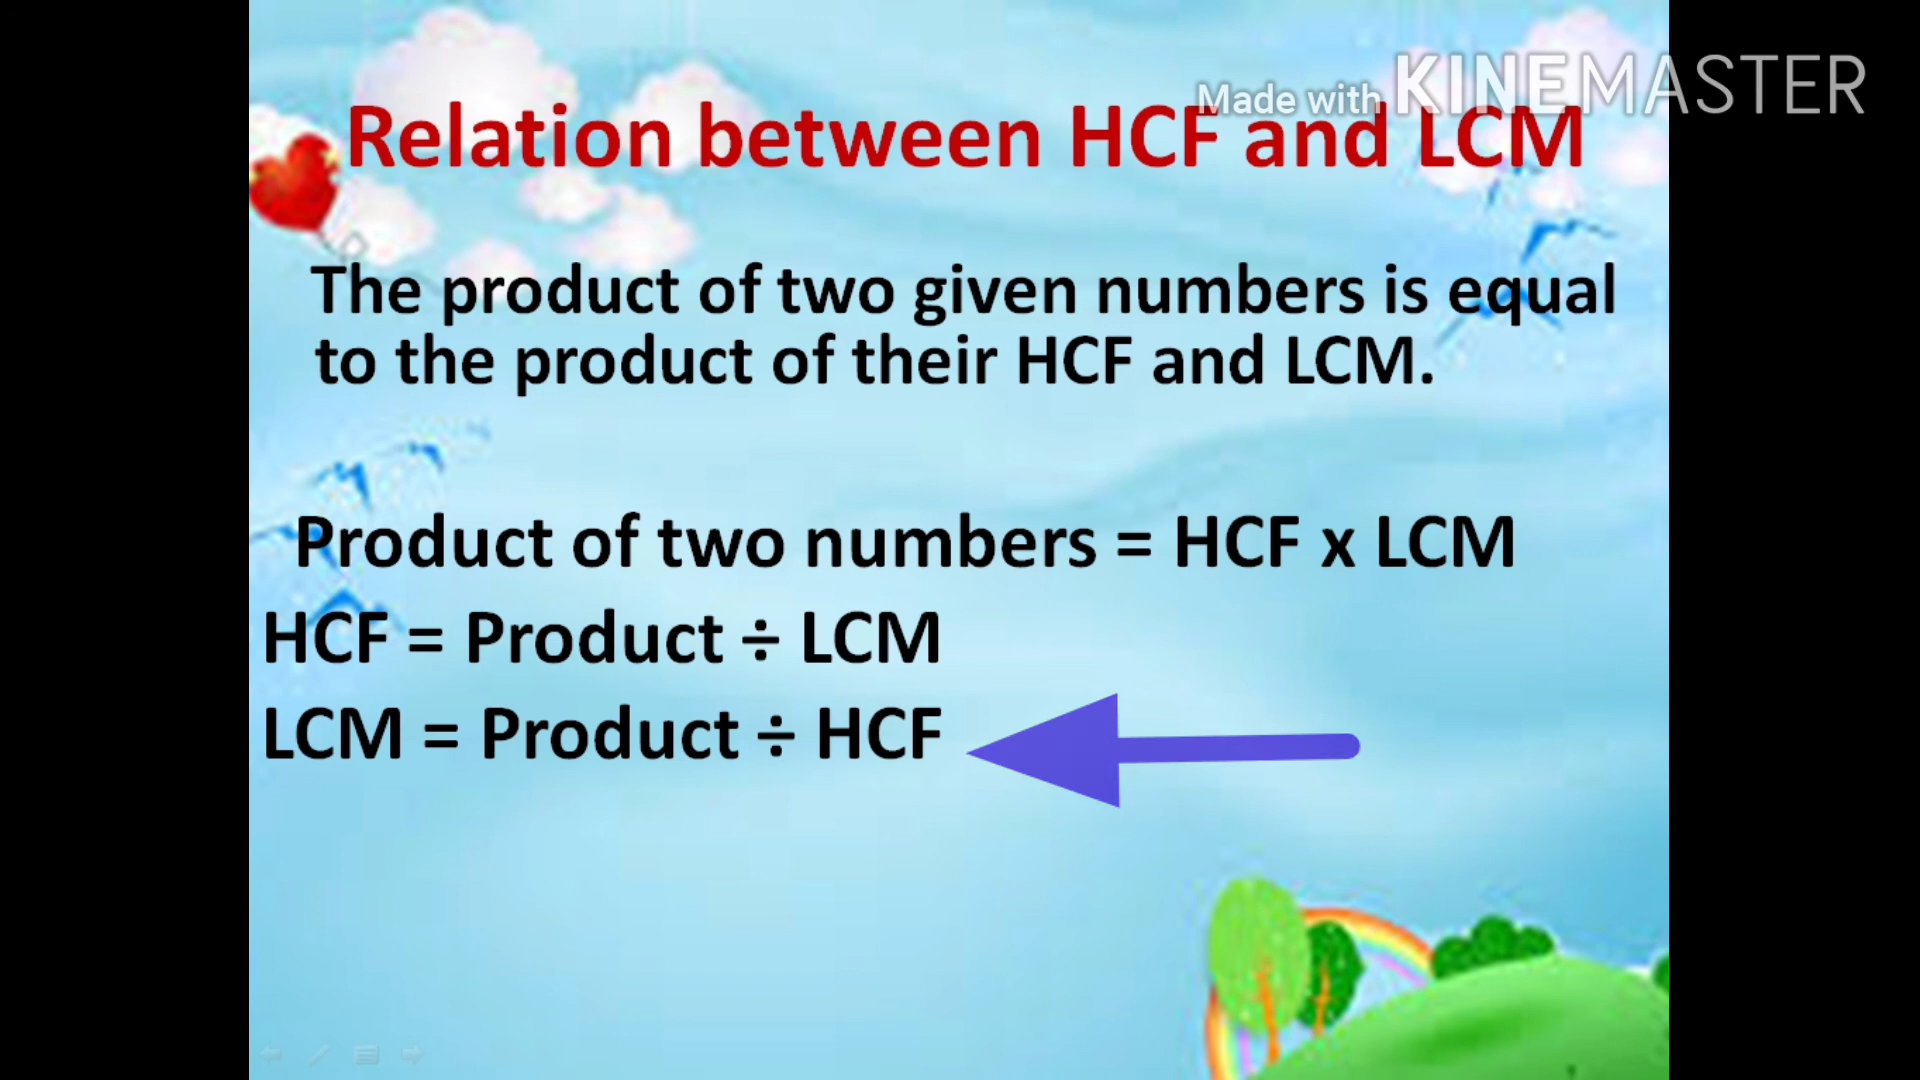 Made with KINEMASTER
Relation between HCF and LCM
The product of two given numbers is equal
to the product of their HCF and LCM.
Product of two numbers = HCF x LCM
HCF = Product ÷ LCM
LCM = Product ÷ HCF